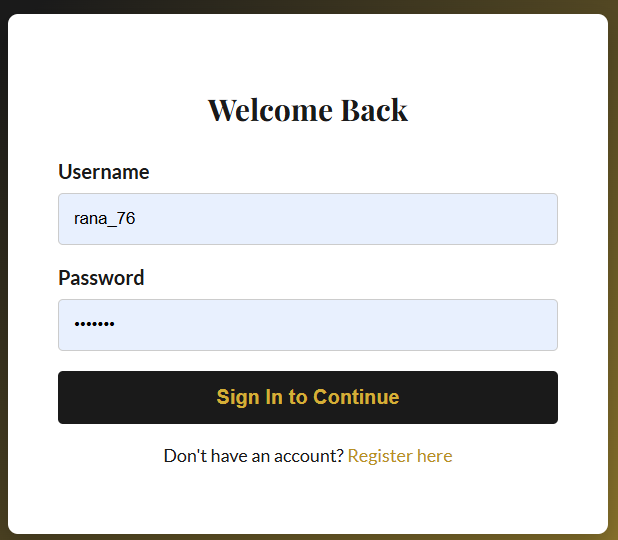 Welcome Back
Username
rana_76
Password
•••••••
Sign In to Continue
Don't have an account? Register here